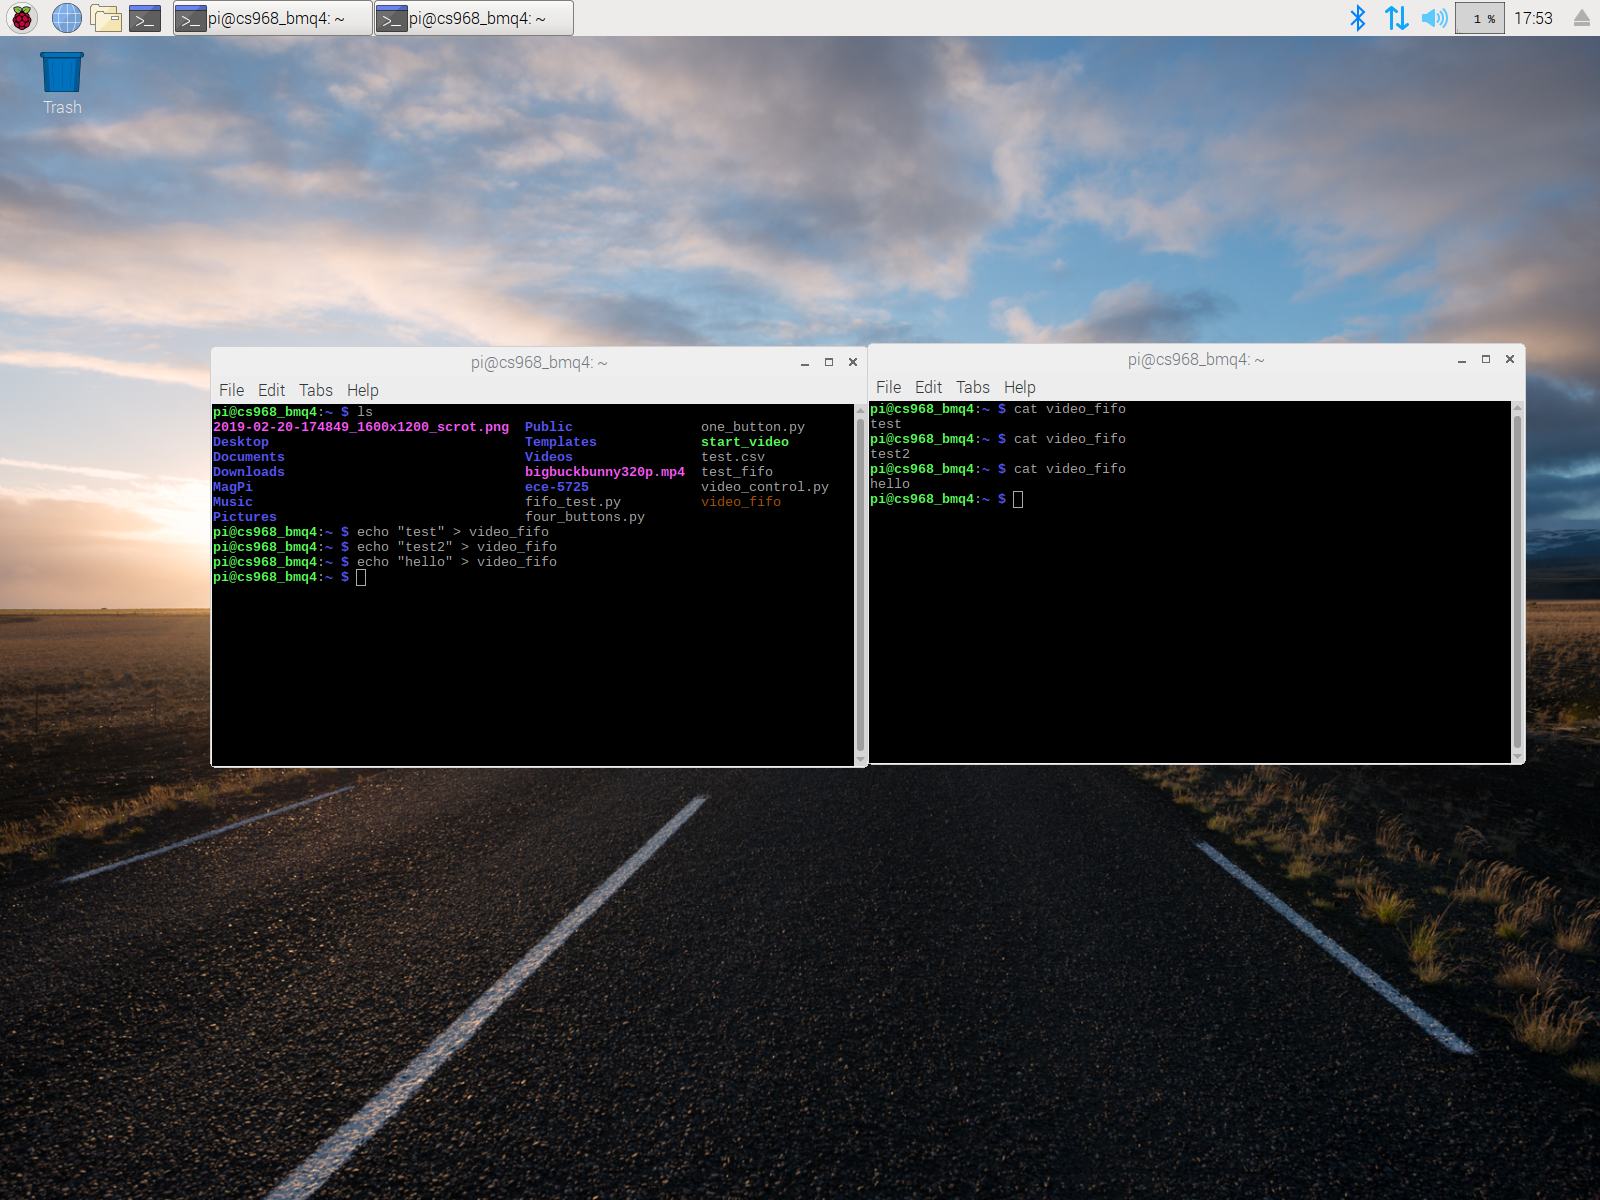 pi@cs968_bmq4: ~ pi@cs968_bmq4: ~ 1 % 17:53
Trash
pi@cs968_bmq4: ~
File Edit Tabs Help
pi@cs968_bmq4:~ $ ls
2019-02-20-174849_1600x1200_scrot.png Public one_button.py
Desktop Templates start_video
Documents Videos test.csv
Downloads bigbuckbunny320p.mp4 test_fifo
MagPi ece-5725 video_control.py
Music fifo_test.py video_fifo
Pictures four_buttons.py
pi@cs968_bmq4:~ $ echo "test" > video_fifo
pi@cs968_bmq4:~ $ echo "test2" > video_fifo
pi@cs968_bmq4:~ $ echo "hello" > video_fifo
pi@cs968_bmq4:~ $
pi@cs968_bmq4: ~
File Edit Tabs Help
pi@cs968_bmq4:~ $ cat video_fifo
test
pi@cs968_bmq4:~ $ cat video_fifo
test2
pi@cs968_bmq4:~ $ cat video_fifo
hello
pi@cs968_bmq4:~ $